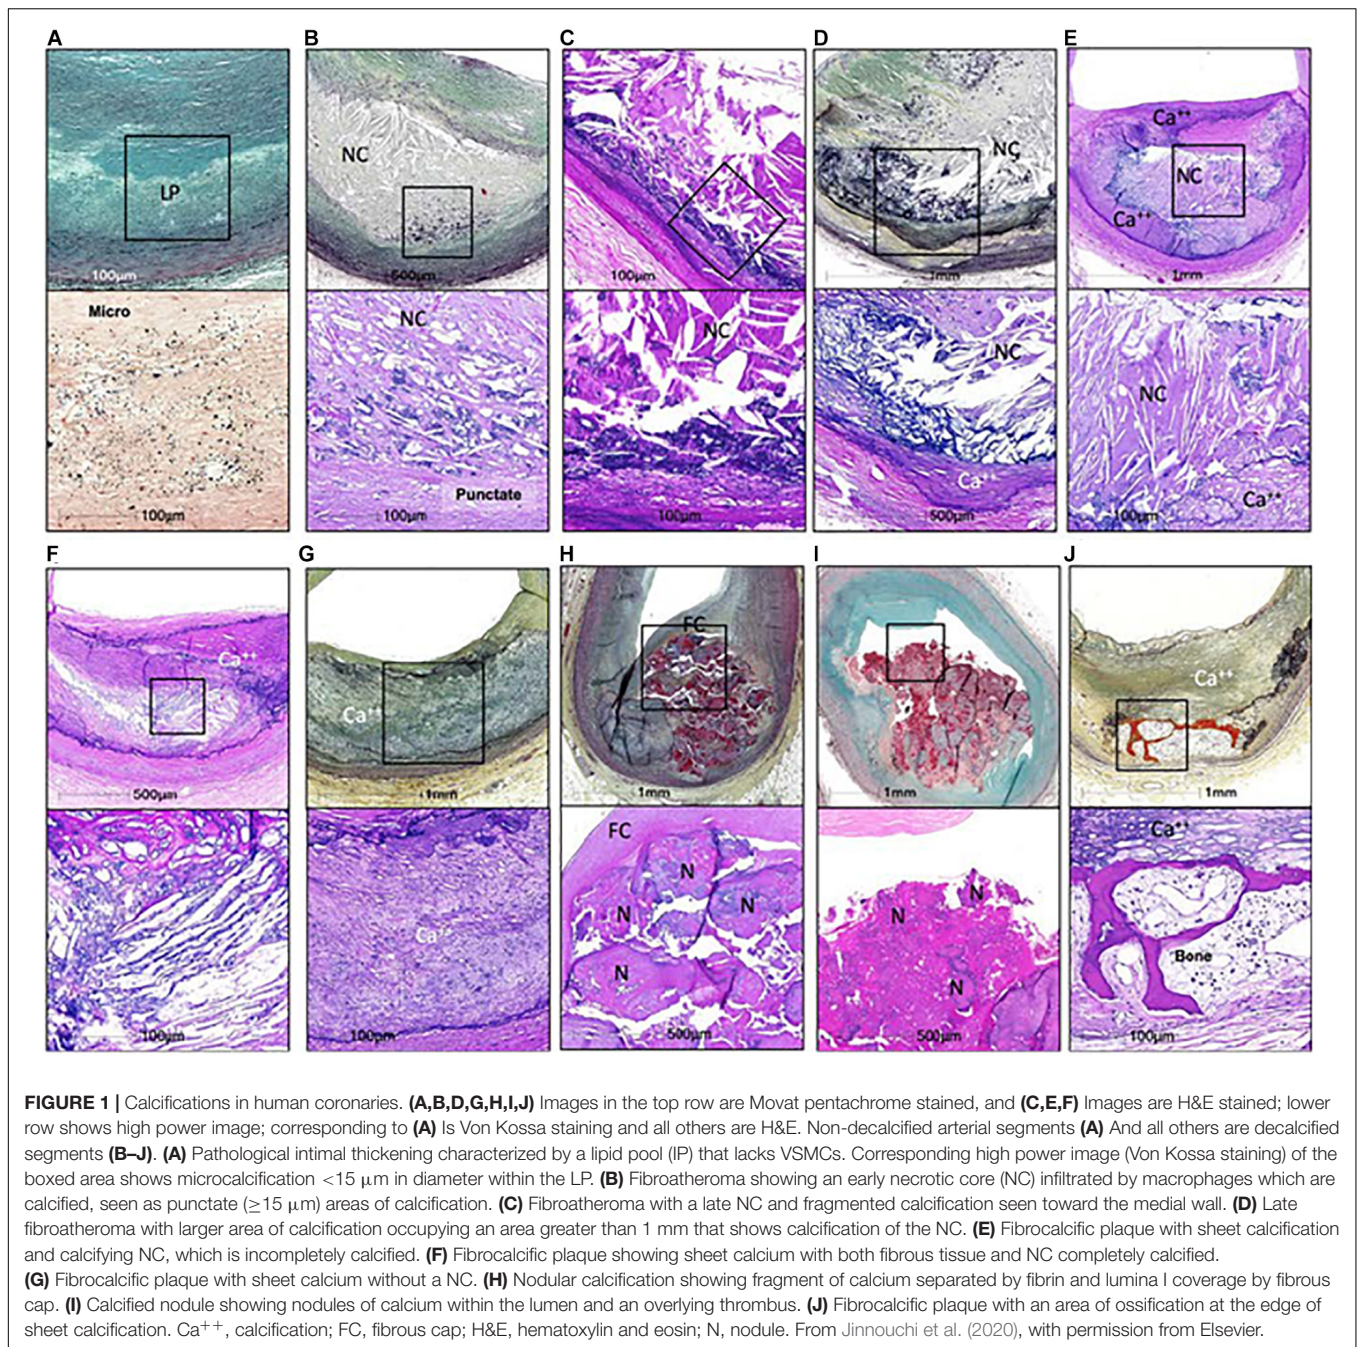 A B C D E
NC
NC
Ca++
LP
NC
Ca++
100µm 500µm 100µm 1mm 1mm
Micro
NC
NC
NC
NC
Ca
Ca++
Punctate
100µm 100µm 100µm 500µm 100µm
F G H I J
FC
Ca++
Ca++
Ca++
500µm 1mm 1mm 1mm 1mm
FC
Ca++
N
N
N
N
N
N
N
Ca++
Bone
100µm 100µm 500µm 500µm 100µm
FIGURE 1 | Calcifications in human coronaries. (A,B,D,G,H,I,J) Images in the top row are Movat pentachrome stained, and (C,E,F) Images are H&E stained; lower
row shows high power image; corresponding to (A) Is Von Kossa staining and all others are H&E. Non-decalcified arterial segments (A) And all others are decalcified
segments (B–J). (A) Pathological intimal thickening characterized by a lipid pool (IP) that lacks VSMCs. Corresponding high power image (Von Kossa staining) of the
boxed area shows microcalcification <15 µm in diameter within the LP. (B) Fibroatheroma showing an early necrotic core (NC) infiltrated by macrophages which are
calcified, seen as punctate (≥15 µm) areas of calcification. (C) Fibroatheroma with a late NC and fragmented calcification seen toward the medial wall. (D) Late
fibroatheroma with larger area of calcification occupying an area greater than 1 mm that shows calcification of the NC. (E) Fibrocalcific plaque with sheet calcification
and calcifying NC, which is incompletely calcified. (F) Fibrocalcific plaque showing sheet calcium with both fibrous tissue and NC completely calcified.
(G) Fibrocalcific plaque with sheet calcium without a NC. (H) Nodular calcification showing fragment of calcium separated by fibrin and lumina l coverage by fibrous
cap. (I) Calcified nodule showing nodules of calcium within the lumen and an overlying thrombus. (J) Fibrocalcific plaque with an area of ossification at the edge of
sheet calcification. Ca++, calcification; FC, fibrous cap; H&E, hematoxylin and eosin; N, nodule. From Jinnouchi et al. (2020), with permission from Elsevier.